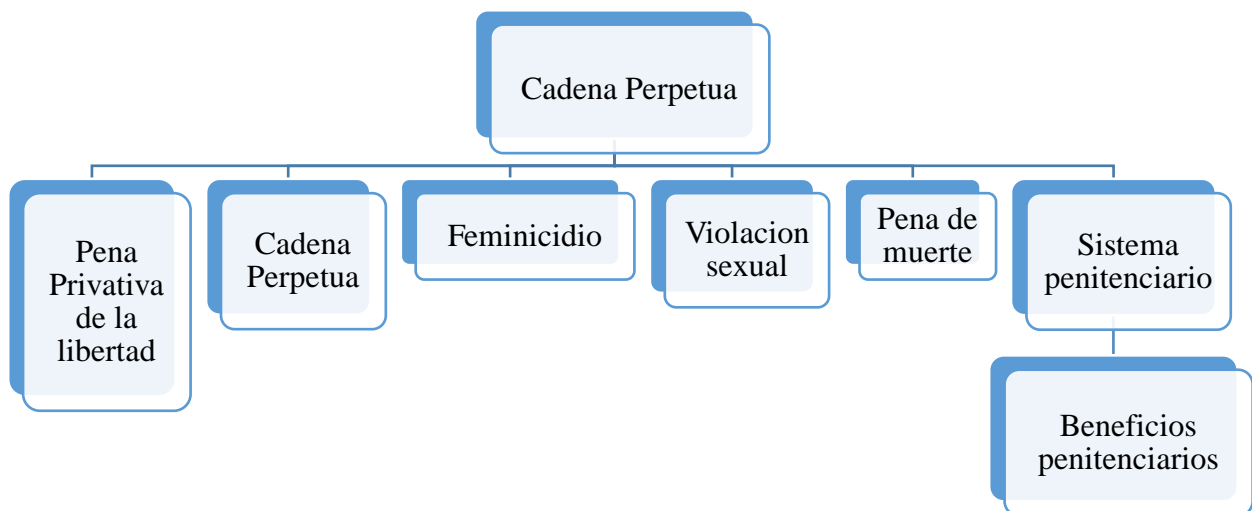 Cadena Perpetua
Pena
Privativa
de la
libertad
Cadena
Perpetua
Feminicidio
Violacion
sexual
Pena de
muerte
Sistema
penitenciario
Beneficios
penitenciarios